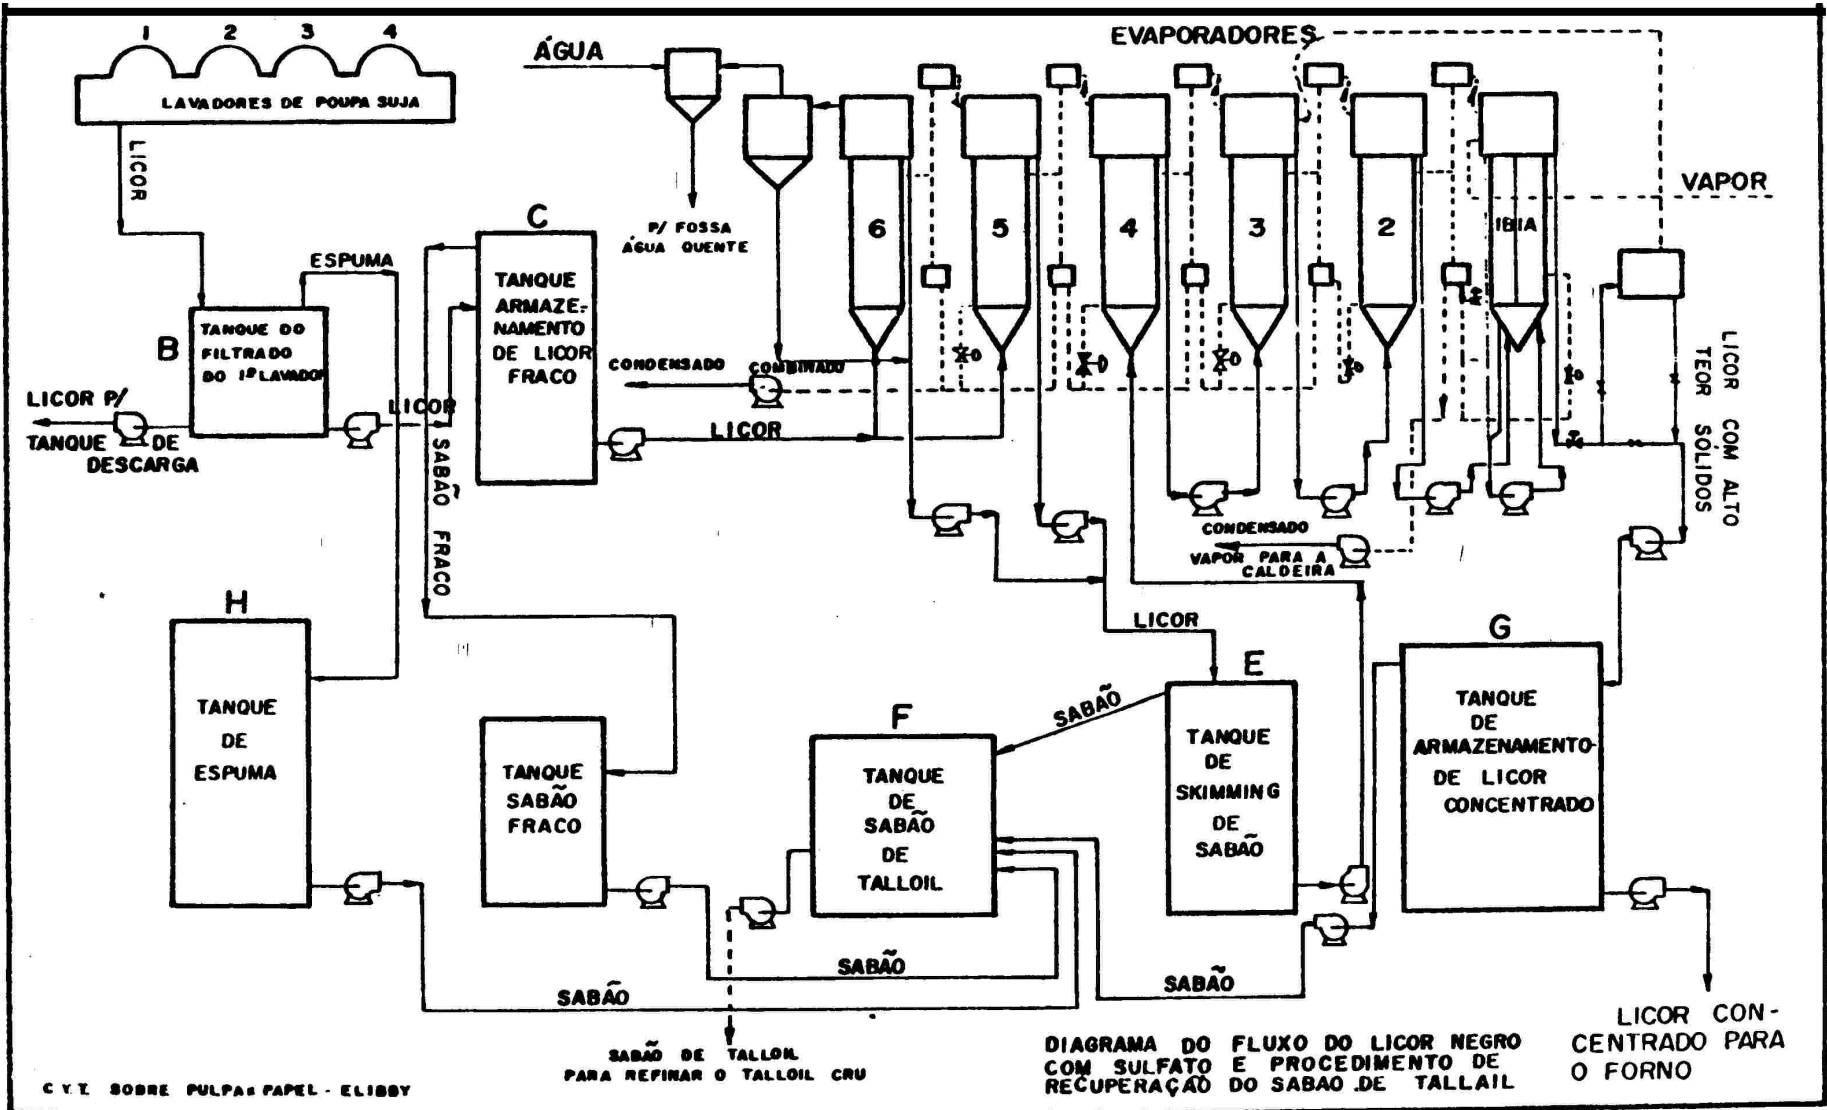 1 2 3 4
LAVADORES DE POUPA SUJA
LICOR
ÁGUA
P/ FOSSA
ÁGUA QUENTE
EVAPORADORES
6
5
4
3
2
1B 1A
VAPOR
C
TANQUE
ARMAZE-
NAMENTO
DE LICOR
FRACO
ESPUMA
B
TANQUE DO
FILTRADO
DO 1º LAVADOR
LICOR P/
TANQUE DE
DESCARGA
LICOR
SABÃO FRACO
CONDENSADO COMBINADO
LICOR
LICOR COM ALTO
TEOR SÓLIDOS
CONDENSADO
VAPOR PARA A
CALDEIRA
H
TANQUE
DE
ESPUMA
TANQUE
SABÃO
FRACO
F
TANQUE
DE
SABÃO
DE
TALLOIL
SABÃO
LICOR
E
TANQUE
DE
SKIMMING
DE
SABÃO
G
TANQUE
DE
ARMAZENAMENTO
DE LICOR
CONCENTRADO
SABÃO
SABÃO
SABÃO
SABÃO DE TALLOIL
PARA REFINAR O TALLOIL CRU
LICOR CON-
CENTRADO PARA
O FORNO
DIAGRAMA DO FLUXO DO LICOR NEGRO
COM SULFATO E PROCEDIMENTO DE
RECUPERAÇÃO DO SABAO DE TALLAIL
C Y T. SOBRE PULPA PAPEL - ELIBBY